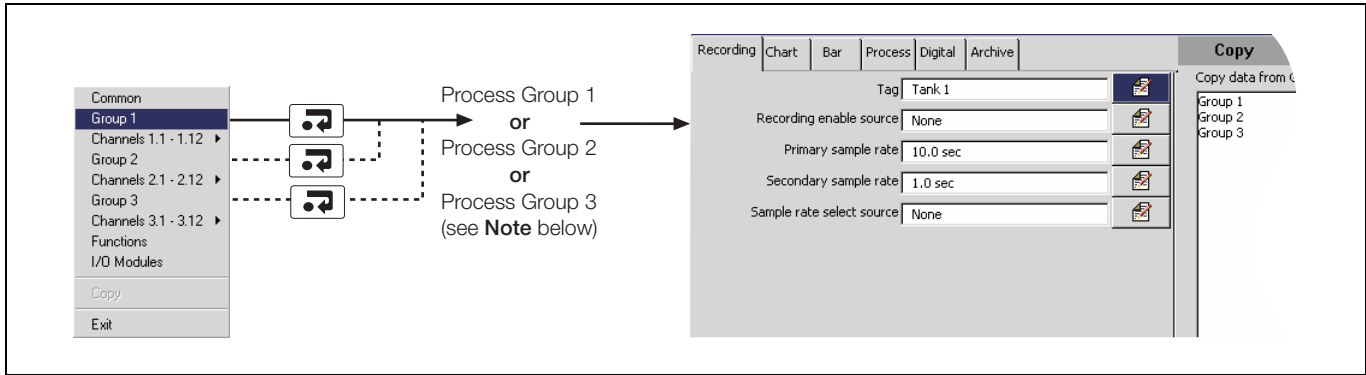 Common
Group 1
Channels 1.1 - 1.12
Group 2
Channels 2.1 - 2.12
Group 3
Channels 3.1 - 3.12
Functions
I/O Modules
Copy
Exit
Process Group 1
or
Process Group 2
or
Process Group 3
(see Note below)
Recording Chart Bar Process Digital Archive
Tag Tank 1
Recording enable source None
Primary sample rate 10.0 sec
Secondary sample rate 1.0 sec
Sample rate select source None
Copy
Copy data from
Group 1
Group 2
Group 3